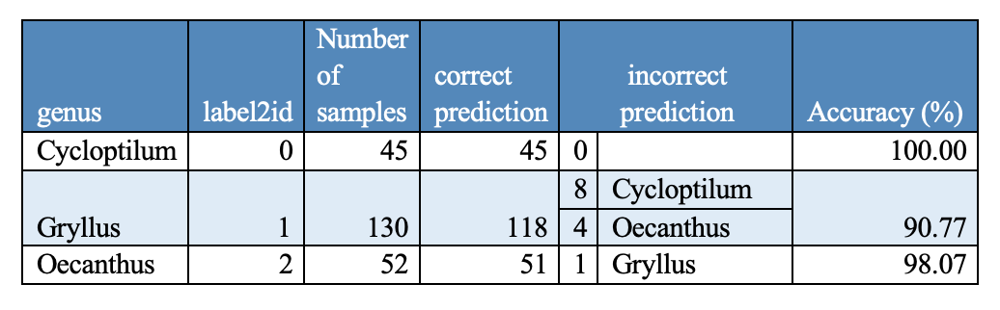 genus label2id Number of samples correct prediction incorrect prediction Accuracy (%)
Cycloptilum 0 45 45 0 100.00
Gryllus 1 130 118 8 Cycloptilum 90.77
4 Oecanthus
Oecanthus 2 52 51 1 Gryllus 98.07